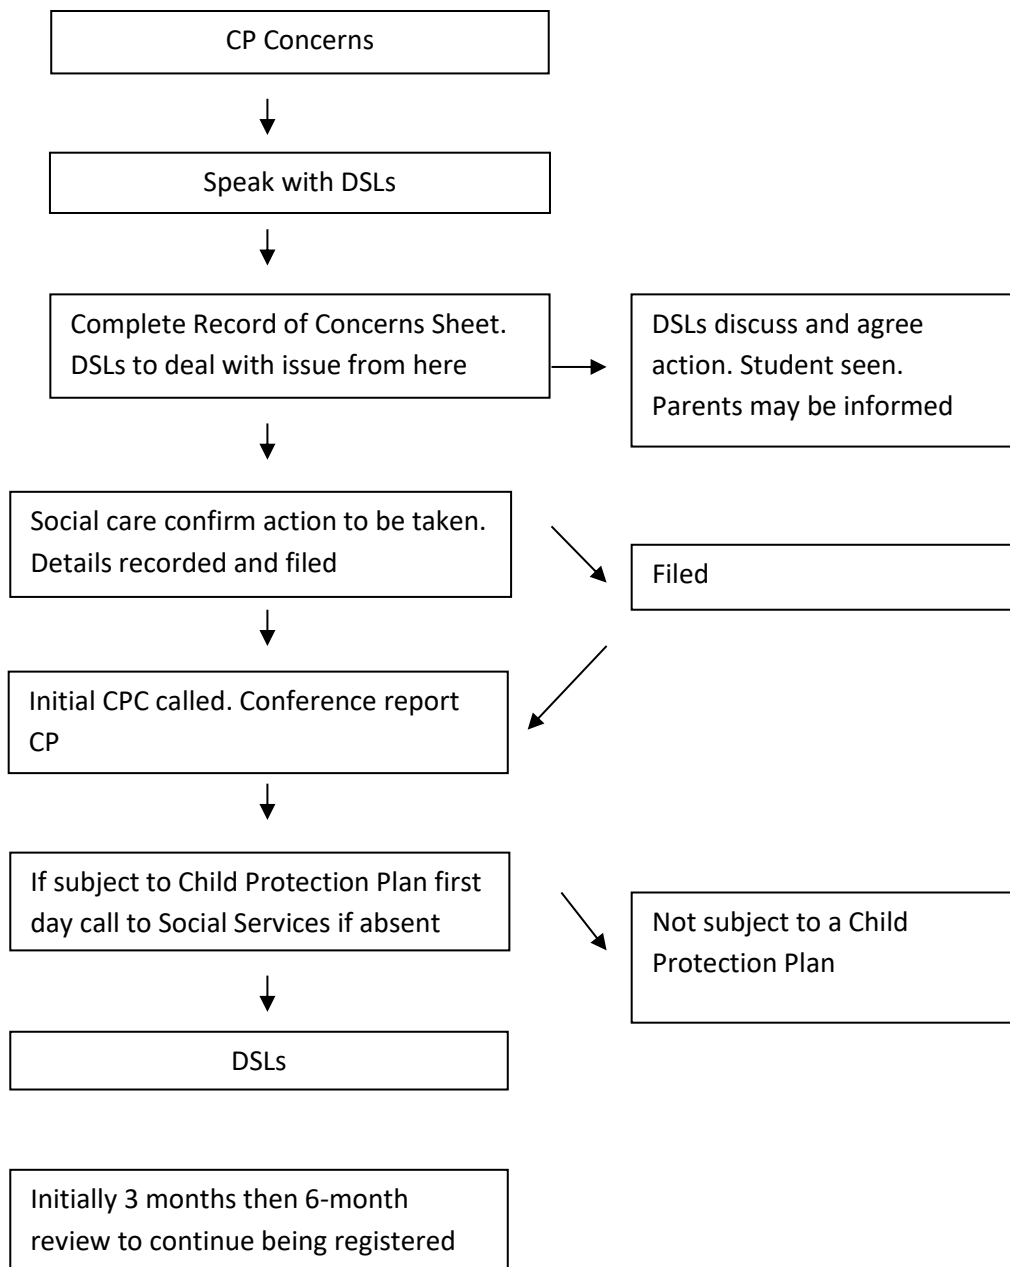 CP Concerns
Speak with DSLs
Complete Record of Concerns Sheet.
DSLs to deal with issue from here
DSLs discuss and agree
action. Student seen.
Parents may be informed
Social care confirm action to be taken.
Details recorded and filed
Filed
Initial CPC called. Conference report
CP
If subject to Child Protection Plan first
day call to Social Services if absent
Not subject to a Child
Protection Plan
DSLs
Initially 3 months then 6-month
review to continue being registered